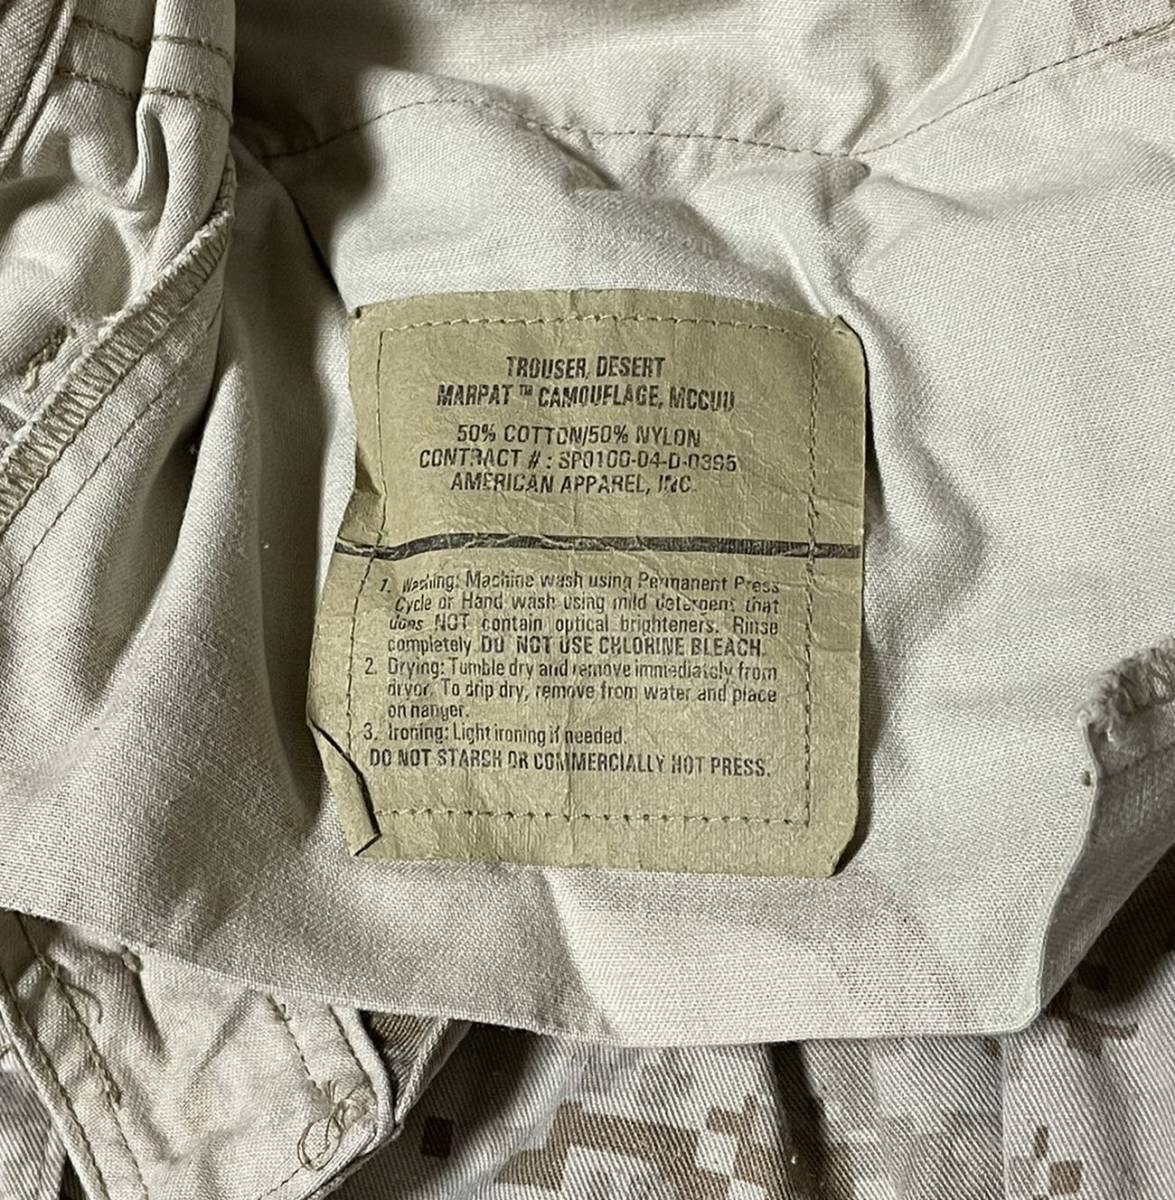 TROUSER, DESERT
MARPAT™ CAMOUFLAGE, MCCUU
50% COTTON/50% NYLON
CONTRACT # : SP0100-04-D-0395
AMERICAN APPAREL, INC.
1. Washing: Machine wash using Permanent Press
Cycle or Hand wash using mild detergent that
does NOT contain optical brighteners. Rinse
completely. DO NOT USE CHLORINE BLEACH.
2. Drying: Tumble dry and remove immediately from
dryer. To drip dry, remove from water and place
on hanger.
3. Ironing: Light ironing if needed.
DO NOT STARCH OR COMMERCIALLY HOT PRESS.